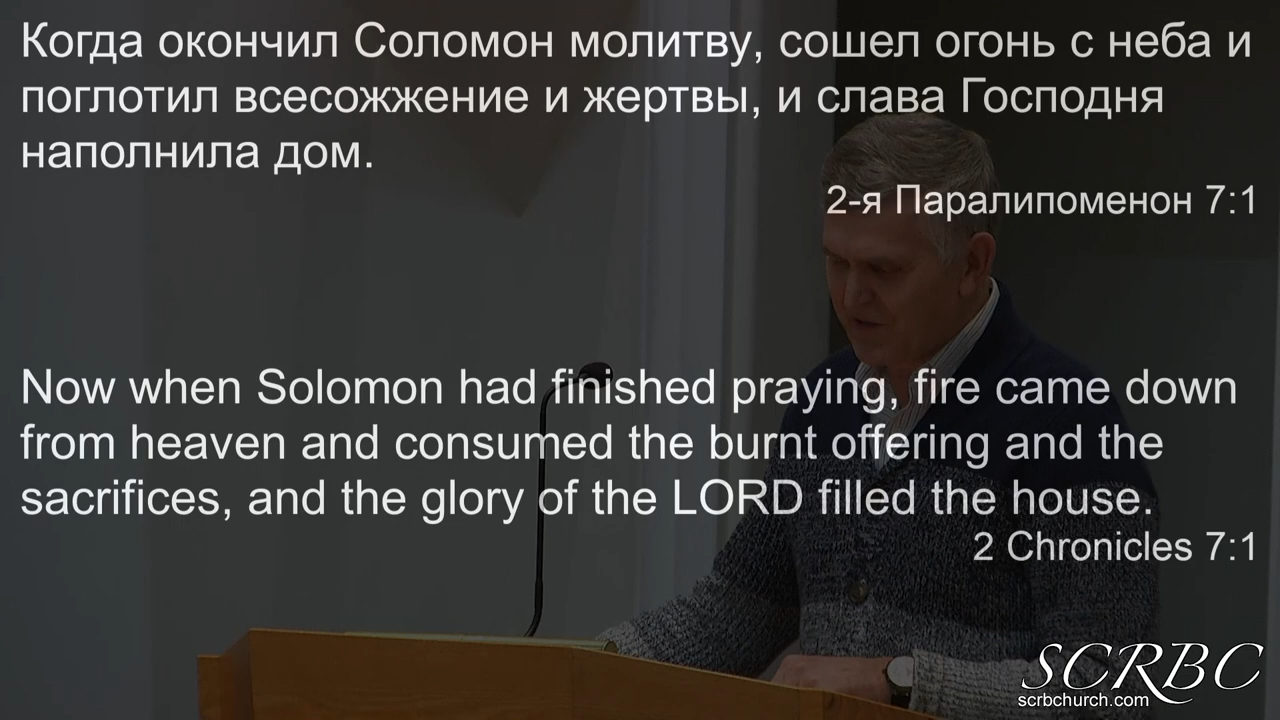 Когда окончил Соломон молитву, сошел огонь с неба и
поглотил всесожжение и жертвы, и слава Господня
наполнила дом.
2-я Паралипоменон 7:1
Now when Solomon had finished praying, fire came down
from heaven and consumed the burnt offering and the
sacrifices, and the glory of the LORD filled the house.
2 Chronicles 7:1
SCRBC
scrbchurch.com